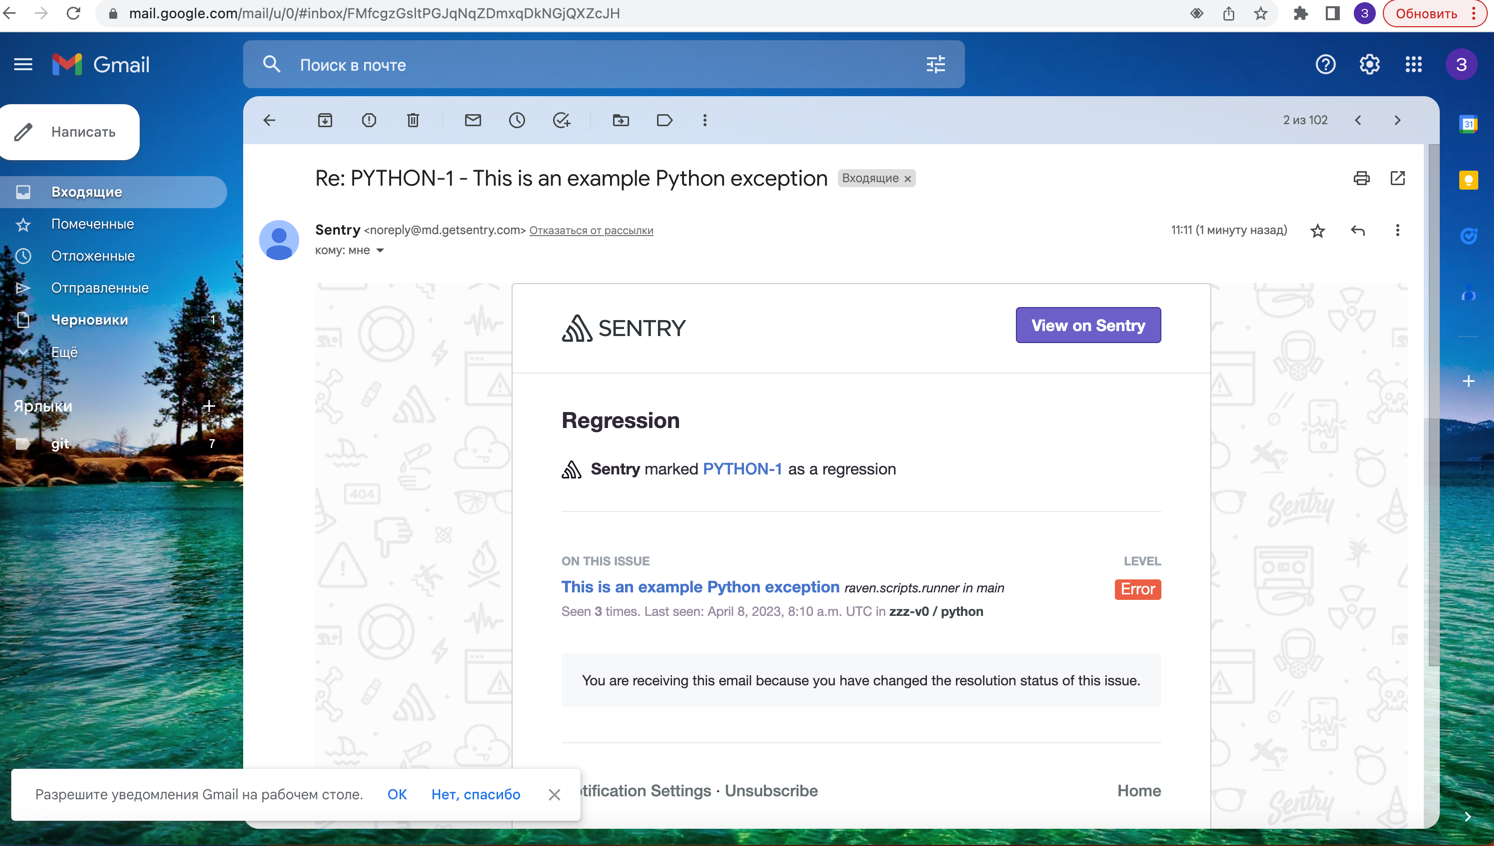 mail.google.com/mail/u/0/#inbox/FMfcgzGsltPGJqNqZDmxqDkNGjQXZcJH
3
Обновить
Gmail
Поиск в почте
3
Написать
2 из 102
31
Входящие
Помеченные
Отложенные
Отправленные
Черновики 1
Ещё
Ярлыки
git 7
Re: PYTHON-1 - This is an example Python exception
Входящие ×
Sentry <noreply@md.getsentry.com> Отказаться от рассылки
11:11 (1 минуту назад)
кому: мне
SENTRY
View on Sentry
Regression
Sentry marked PYTHON-1 as a regression
404
Sentry
ON THIS ISSUE
LEVEL
This is an example Python exception raven.scripts.runner in main
Error
Seen 3 times. Last seen: April 8, 2023, 8:10 a.m. UTC in zzz-v0 / python
You are receiving this email because you have changed the resolution status of this issue.
Разрешите уведомления Gmail на рабочем столе.
OK
Нет, спасибо
tification Settings · Unsubscribe
Home
Sentry